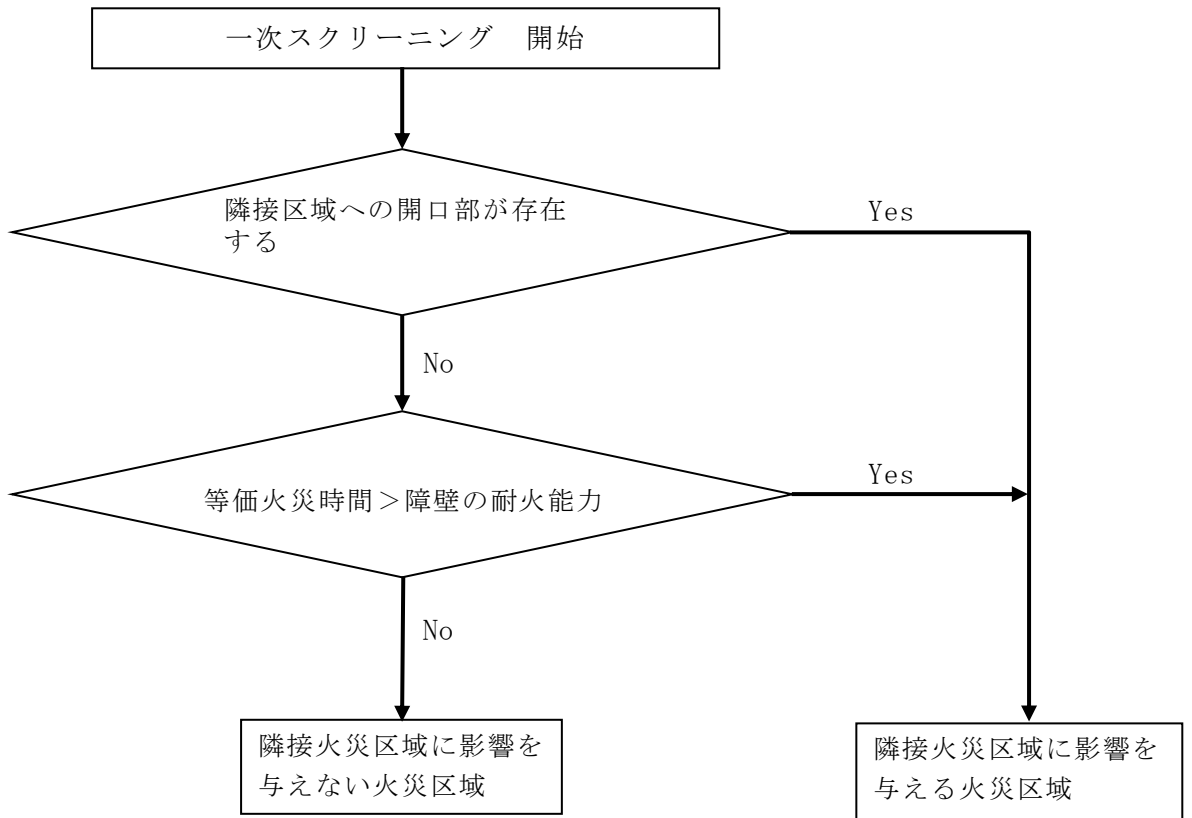 一次スクリーニング　開始
隣接区域への開口部が存在
する
Yes
No
等価火災時間＞障壁の耐火能力
Yes
No
隣接火災区域に影響を
与えない火災区域
隣接火災区域に影響を
与える火災区域